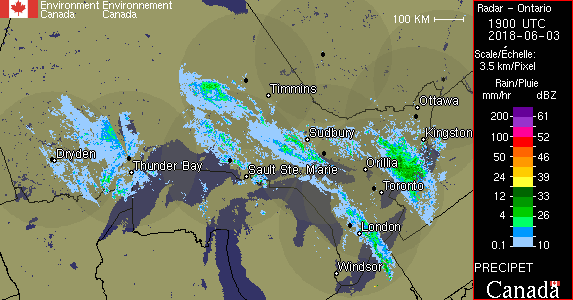 Environment Environnement
Canada Canada
100 KM
Timmins
Ottawa
Sudbury
Kingston
Dryden
Thunder Bay
Sault Ste. Marie
Orillia
Toronto
London
Windsor
Radar - Ontario
1900 UTC
2018-06-03
Scale/Échelle:
3.5 km/Pixel
Rain/Pluie
mm/hr dBZ
200 61
100 52
50 46
24 39
12 33
4 26
0.1 10
PRECIPET
Canada